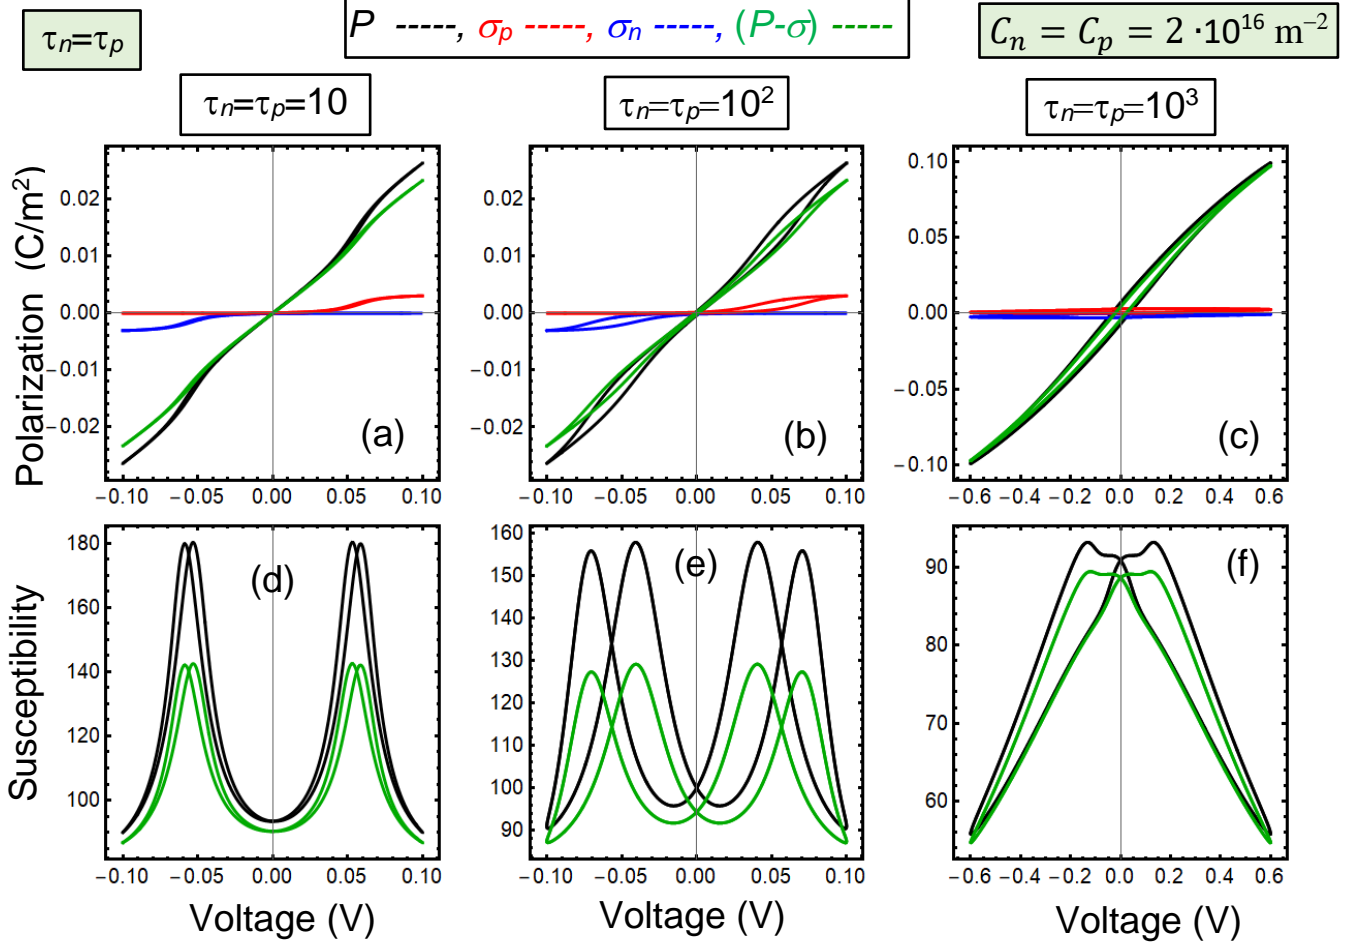 τn=τp
P -----, σp -----, σn -----, (P-σ) -----
Cn = Cp = 2 ·10¹⁶ m⁻²
τn=τp=10
τn=τp=10²
τn=τp=10³
Polarization (C/m²)
0.02
0.01
0.00
−0.01
−0.02
(a)
−0.10 −0.05 0.00 0.05 0.10
0.02
0.01
0.00
−0.01
−0.02
(b)
−0.10 −0.05 0.00 0.05 0.10
0.10
0.05
0.00
−0.05
−0.10
(c)
−0.6 −0.4 −0.2 0.0 0.2 0.4 0.6
Susceptibility
180
160
140
120
100
(d)
−0.10 −0.05 0.00 0.05 0.10
Voltage (V)
160
150
140
130
120
110
100
90
(e)
−0.10 −0.05 0.00 0.05 0.10
Voltage (V)
90
80
70
60
(f)
−0.6 −0.4 −0.2 0.0 0.2 0.4 0.6
Voltage (V)